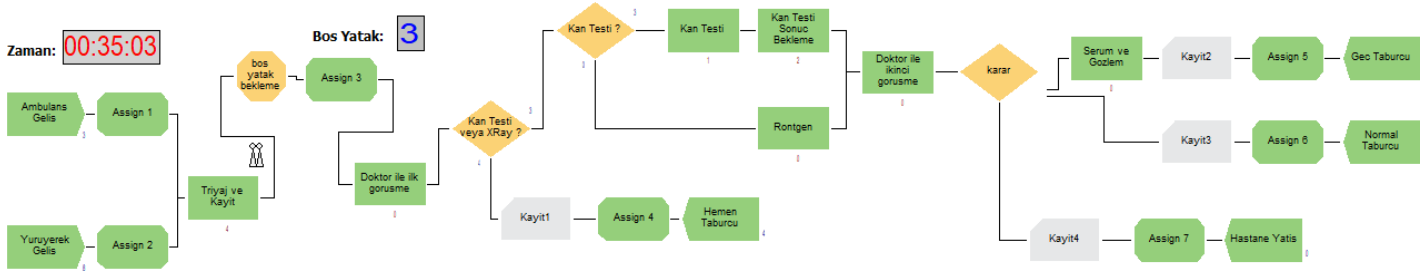 Zaman: 00:35:03
Bos Yatak: 3
Ambulans
Gelis
Assign 1
Yuruyerek
Gelis
Assign 2
Triyaj ve
Kayit
bos
yatak
bekleme
Assign 3
Doktor ile ilk
gorusme
Kan Testi
veya XRay ?
Kayit1
Assign 4
Hemen
Taburcu
Kan Testi ?
Kan Testi
Kan Testi
Sonuc
Bekleme
Rontgen
Doktor ile
ikinci
gorusme
karar
Serum ve
Gozlem
Kayit2
Assign 5
Gec Taburcu
Kayit3
Assign 6
Normal
Taburcu
Kayit4
Assign 7
Hastane Yatis